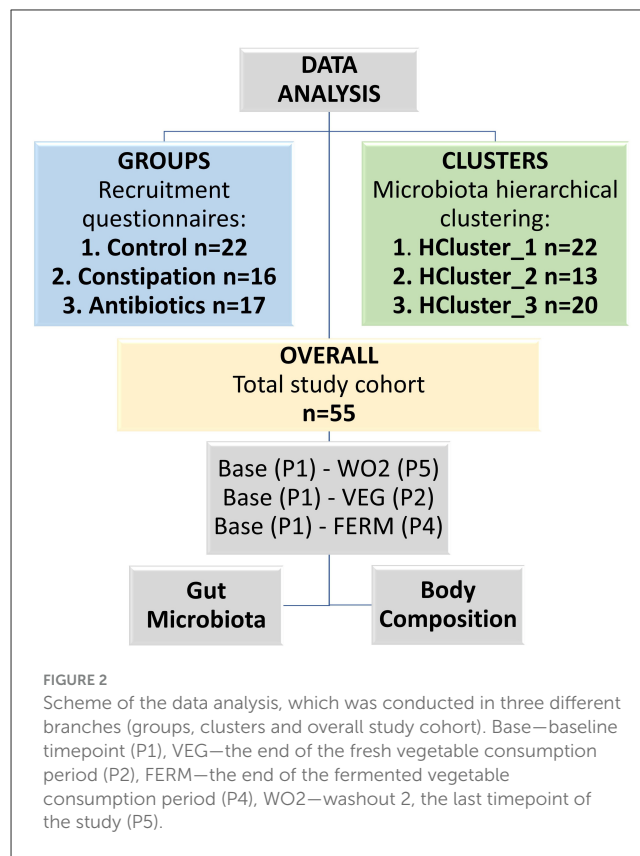 DATA
ANALYSIS
GROUPS
Recruitment
questionnaires:
1. Control n=22
2. Constipation n=16
3. Antibiotics n=17
CLUSTERS
Microbiota hierarchical
clustering:
1. HCluster_1 n=22
2. HCluster_2 n=13
3. HCluster_3 n=20
OVERALL
Total study cohort
n=55
Base (P1) - WO2 (P5)
Base (P1) - VEG (P2)
Base (P1) - FERM (P4)
Gut
Microbiota
Body
Composition
FIGURE 2
Scheme of the data analysis, which was conducted in three different
branches (groups, clusters and overall study cohort). Base—baseline
timepoint (P1), VEG—the end of the fresh vegetable consumption
period (P2), FERM—the end of the fermented vegetable
consumption period (P4), WO2—washout 2, the last timepoint of
the study (P5).